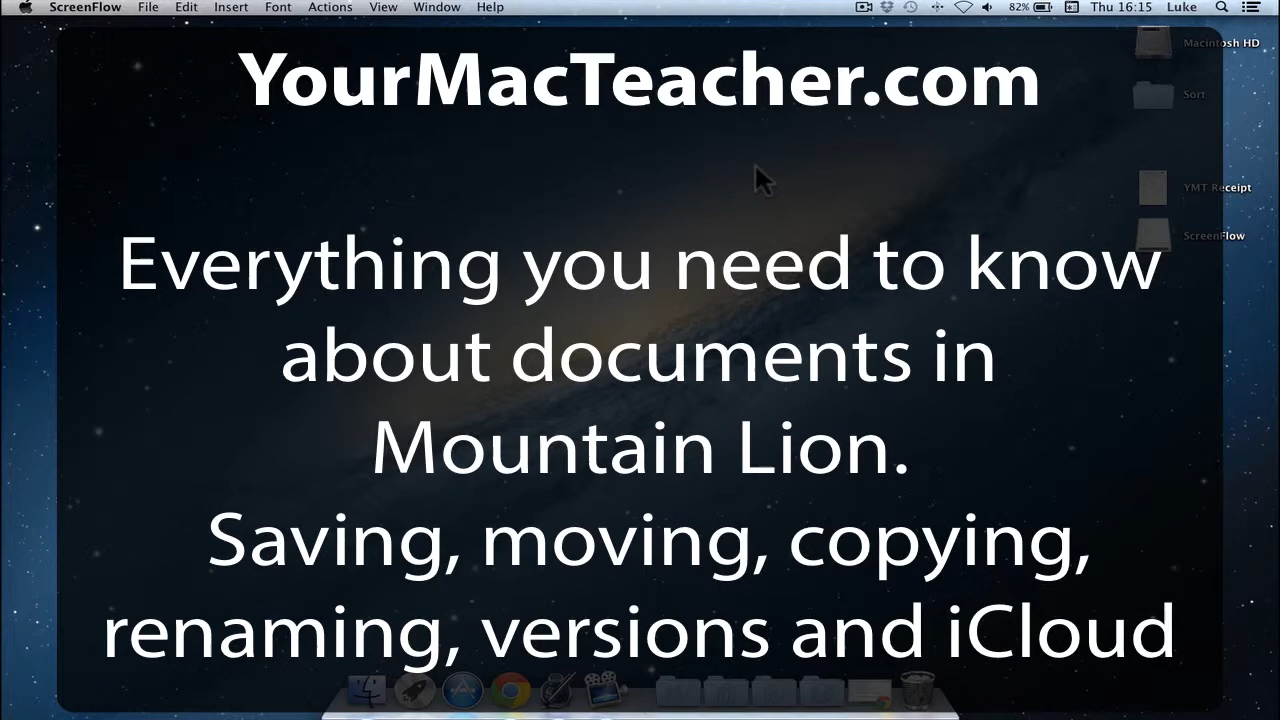 ScreenFlow File Edit Insert Font Actions View Window Help 82% Thu 16:15 Luke
Macintosh HD
YourMacTeacher.com
Sort
YMT Receipt
ScreenFlow
Everything you need to know
about documents in
Mountain Lion.
Saving, moving, copying,
renaming, versions and iCloud